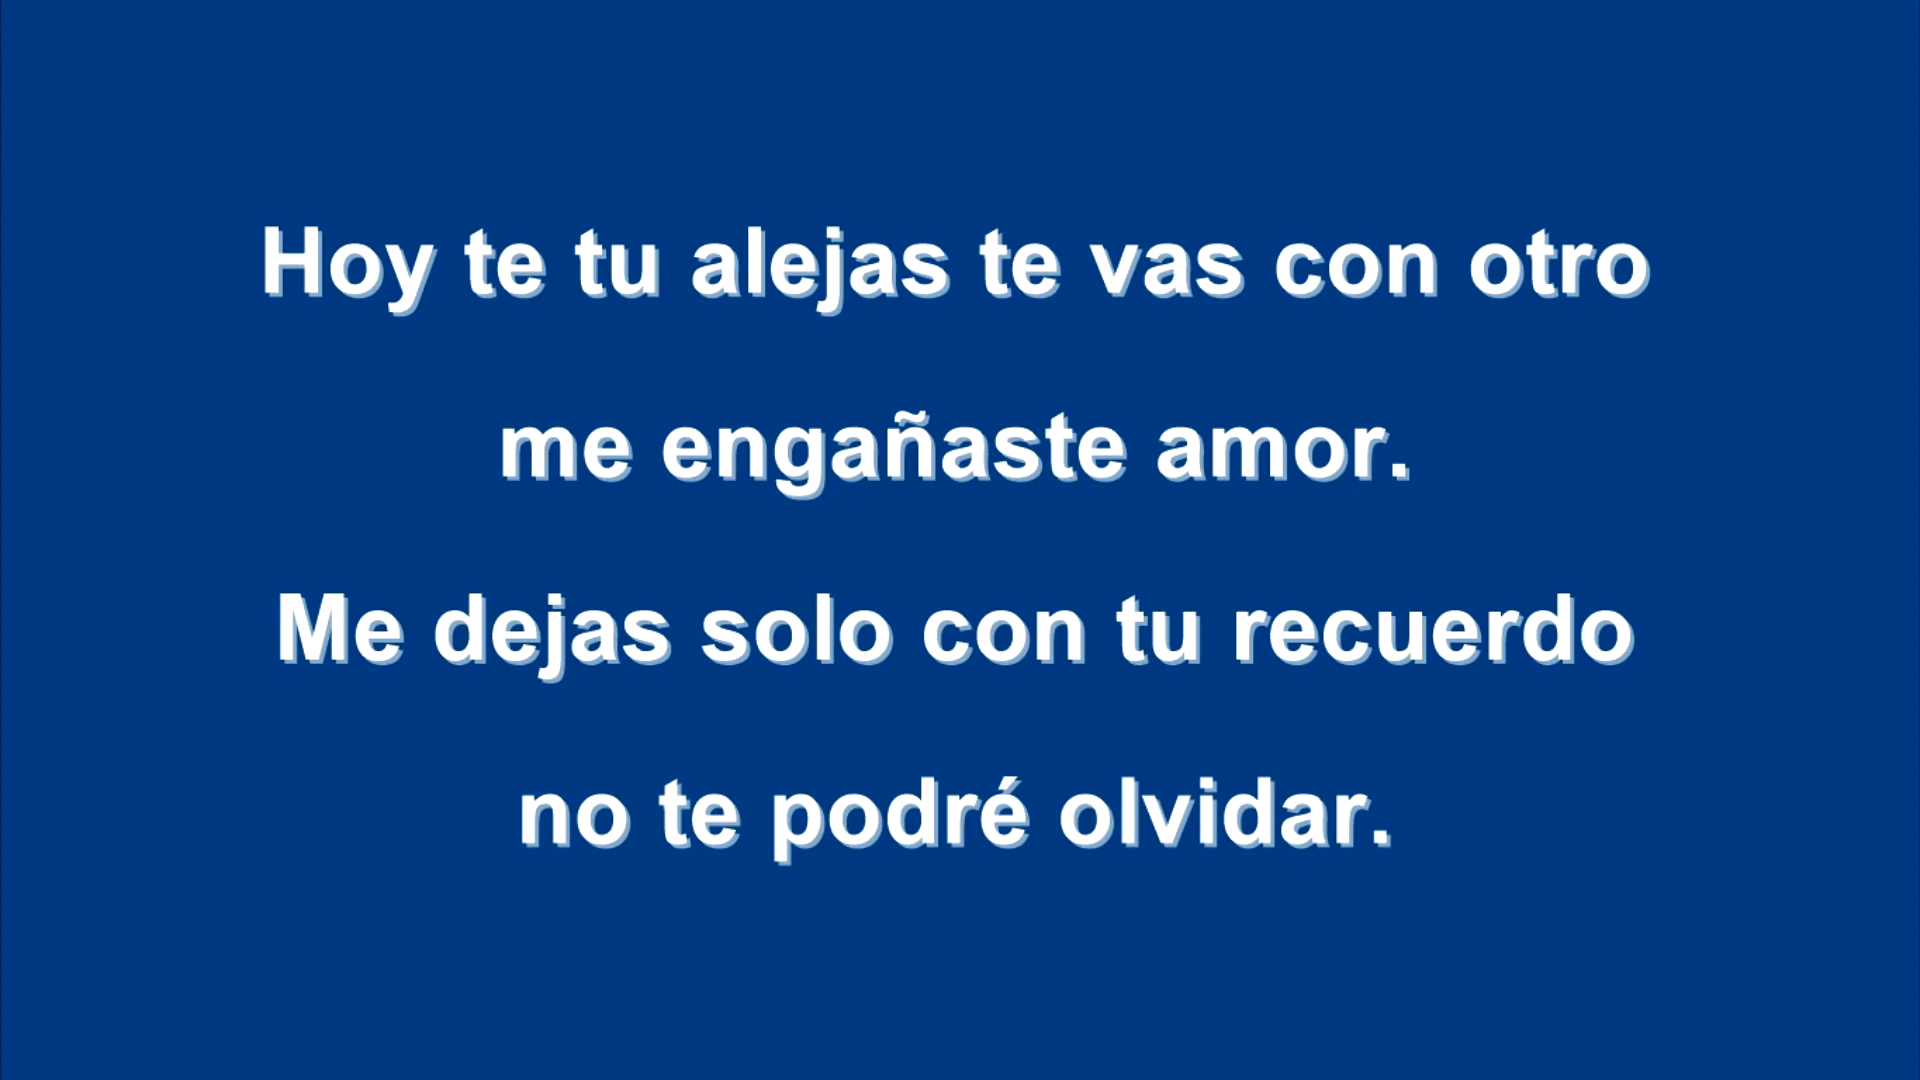 Hoy te tu alejas te vas con otro
me engañaste amor.
Me dejas solo con tu recuerdo
no te podré olvidar.